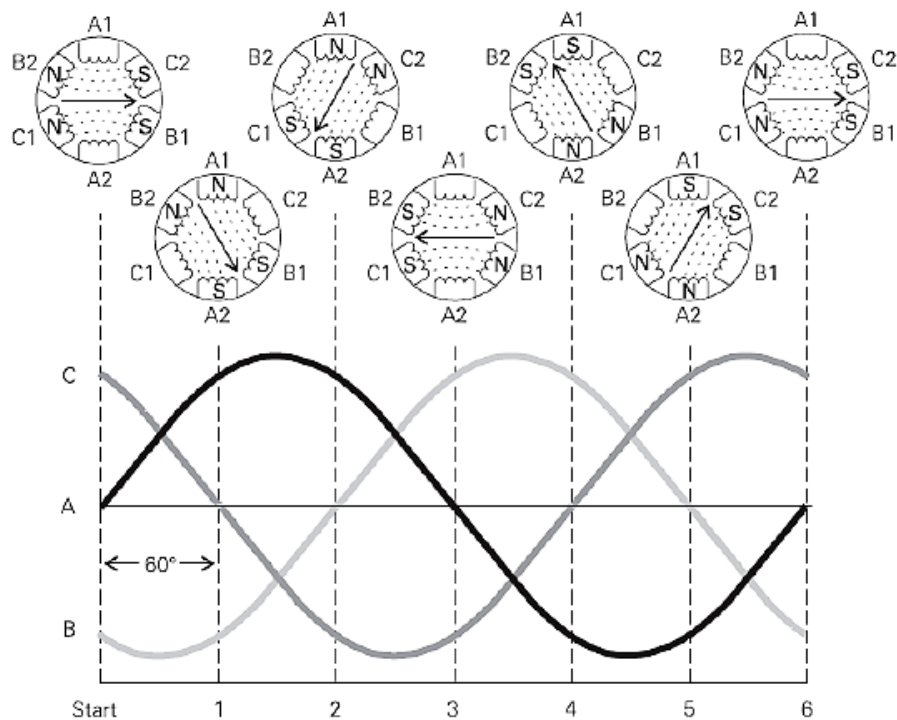 A1
B2 N S C2
C1 N S B1
A2
A1
B2 N N C2
C1 S S B1
A2
A1
B2 S S C2
C1 N N B1
A2
A1
B2 N S C2
C1 N S B1
A2
A1
B2 N N C2
C1 S S B1
A2
A1
B2 S N C2
C1 S N B1
A2
A1
B2 S S C2
C1 N N B1
A2
C
A
60°
B
Start 1 2 3 4 5 6